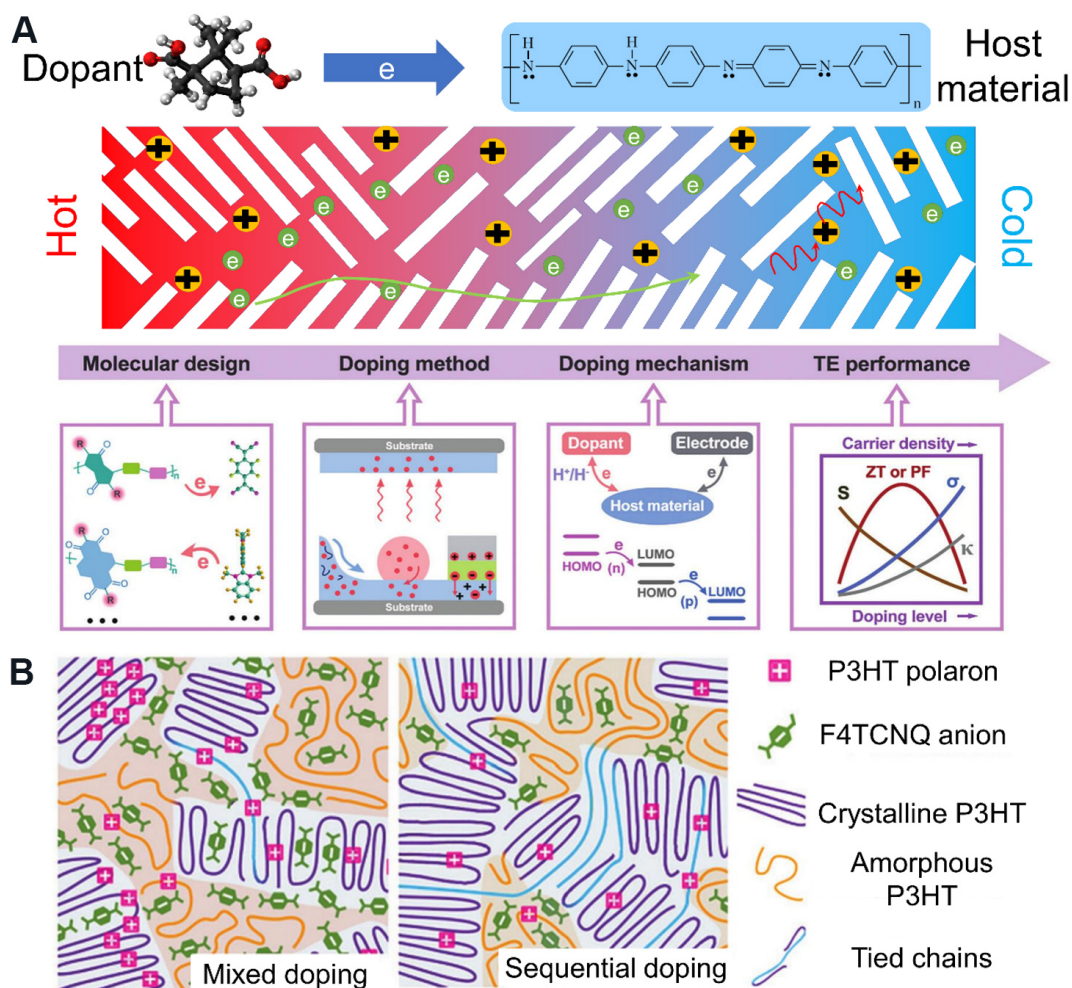 A
Dopant
e
H
N
H
N
N
N
n
Host
material
Hot
e
e
e
e
e
e
e
e
e
e
e
e
e
e
Cold
Molecular design
Doping method
Doping mechanism
TE performance
R
O
O
R
n
e
R
O
O
O
O
R
n
e
Substrate
Substrate
Dopant
Electrode
H⁺/H⁻
e
e
Host material
HOMO
e
(n)
LUMO
HOMO
e
(p)
LUMO
Carrier density
ZT or PF
S
σ
κ
Doping level
B
Mixed doping
Sequential doping
P3HT polaron
F4TCNQ anion
Crystalline P3HT
Amorphous
P3HT
Tied chains